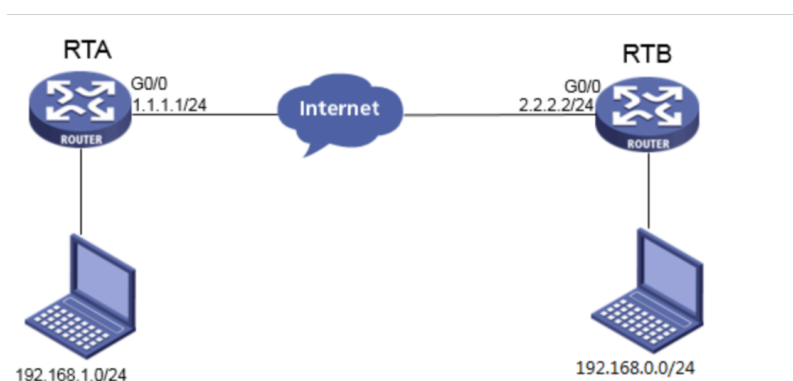 RTA
RTB
G0/0
G0/0
1.1.1.1/24
Internet
2.2.2.2/24
ROUTER
ROUTER
192.168.1.0/24
192.168.0.0/24